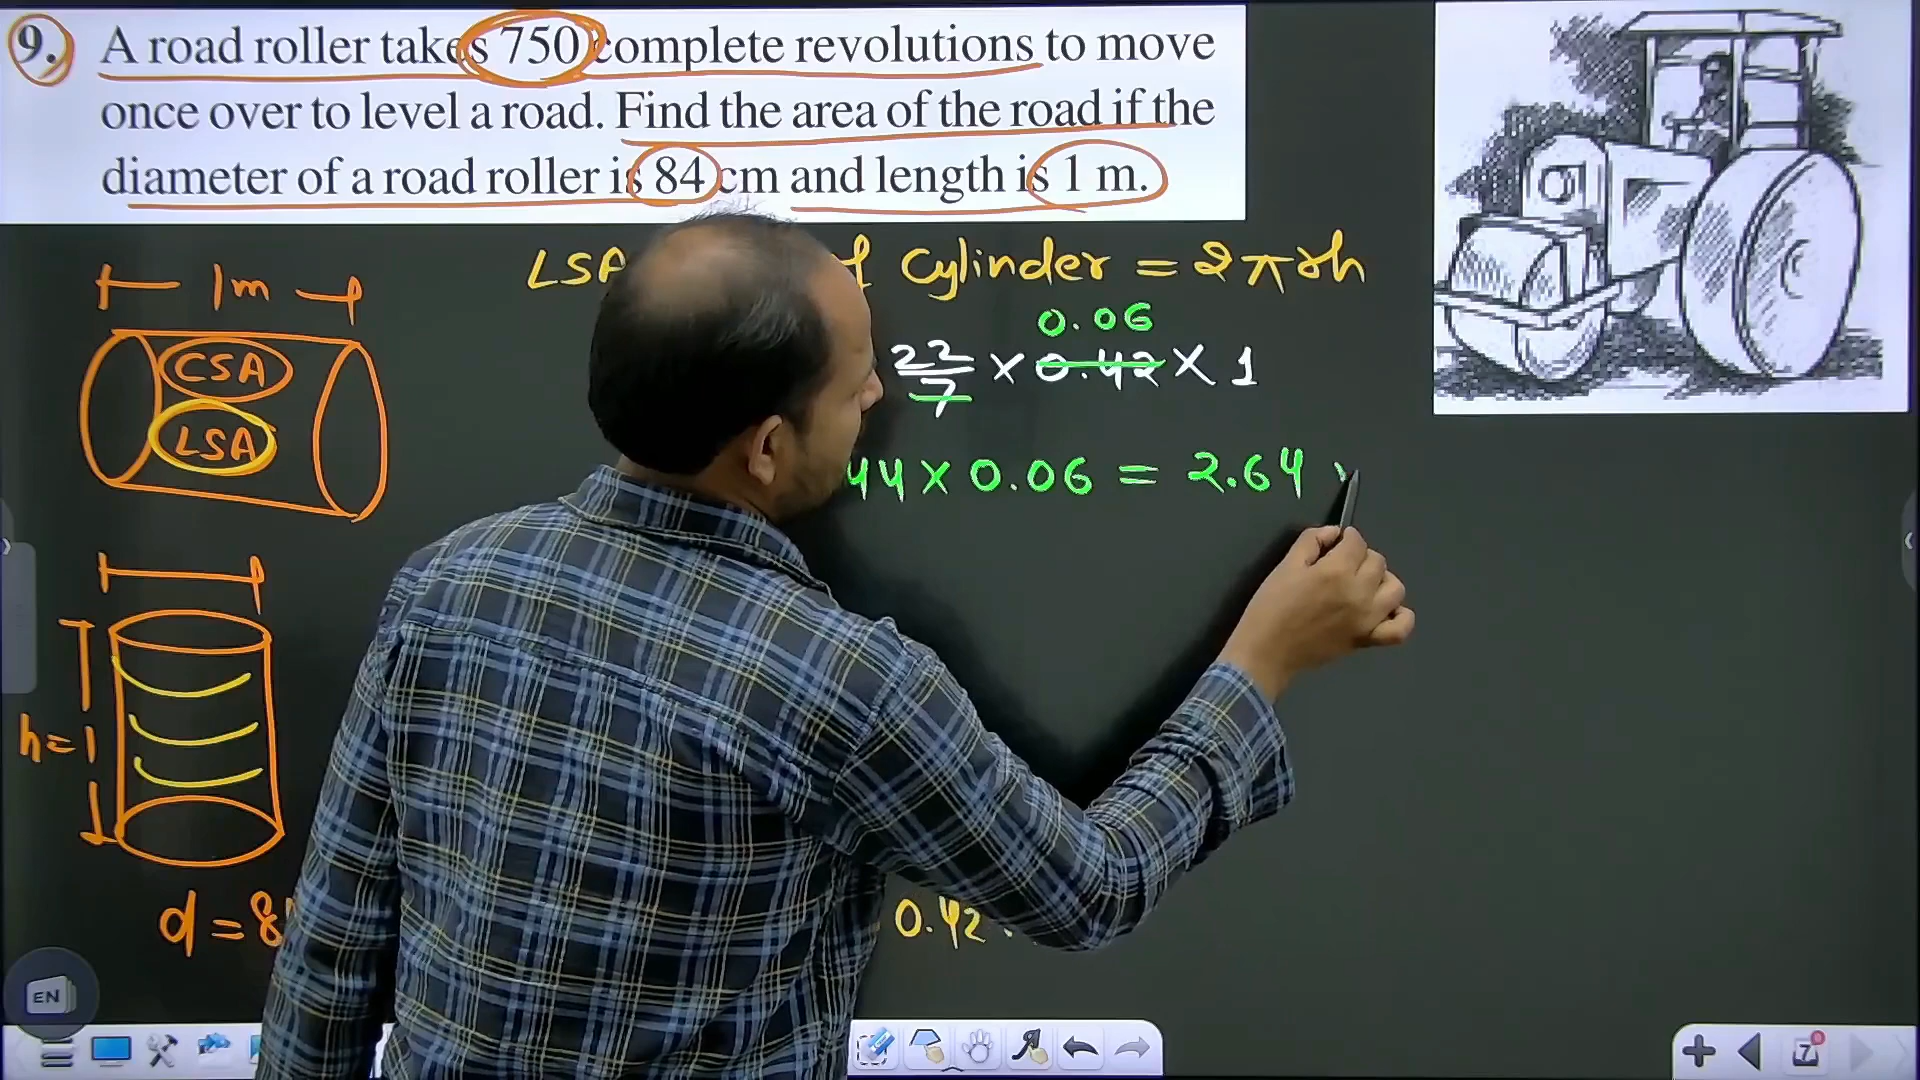 9. A road roller takes 750 complete revolutions to move
once over to level a road. Find the area of the road if the
diameter of a road roller is 84 cm and length is 1 m.
1m
CSA
LSA
h=1
d = 8
LSA Cylinder = 2πrh
0.06
22/7 × 0.42 × 1
44 × 0.06 = 2.64
0.42
EN
7